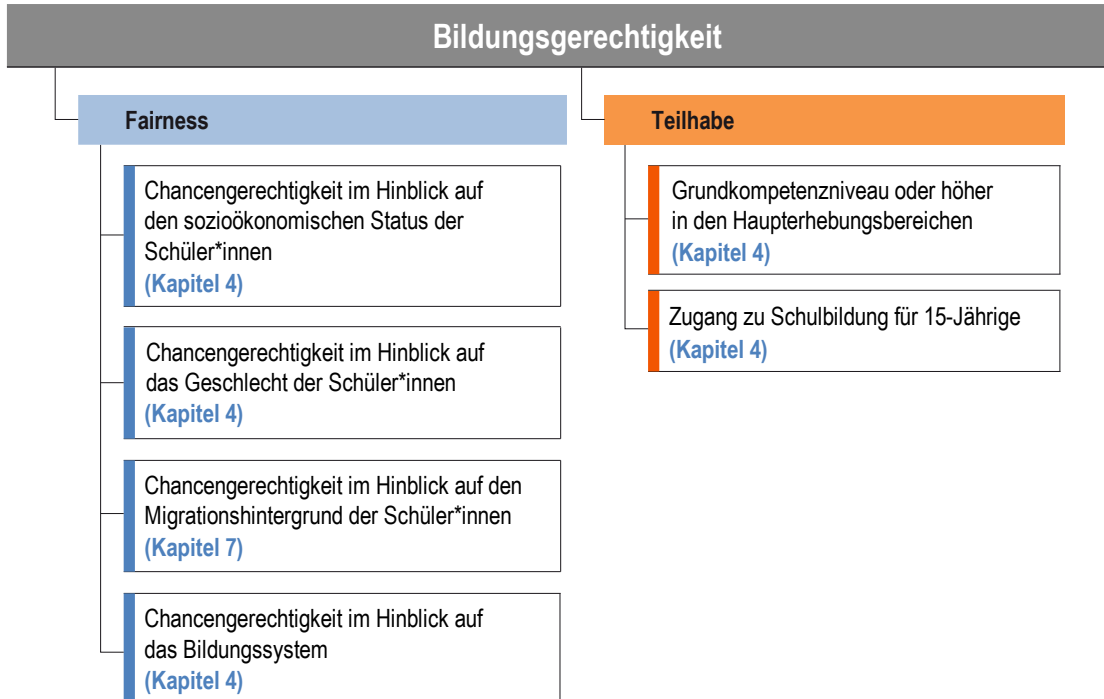 Bildungsgerechtigkeit
Fairness
Chancengerechtigkeit im Hinblick auf
den sozioökonomischen Status der
Schüler*innen
(Kapitel 4)
Chancengerechtigkeit im Hinblick auf
das Geschlecht der Schüler*innen
(Kapitel 4)
Chancengerechtigkeit im Hinblick auf den
Migrationshintergrund der Schüler*innen
(Kapitel 7)
Chancengerechtigkeit im Hinblick auf
das Bildungssystem
(Kapitel 4)
Teilhabe
Grundkompetenzniveau oder höher
in den Haupterhebungsbereichen
(Kapitel 4)
Zugang zu Schulbildung für 15-Jährige
(Kapitel 4)